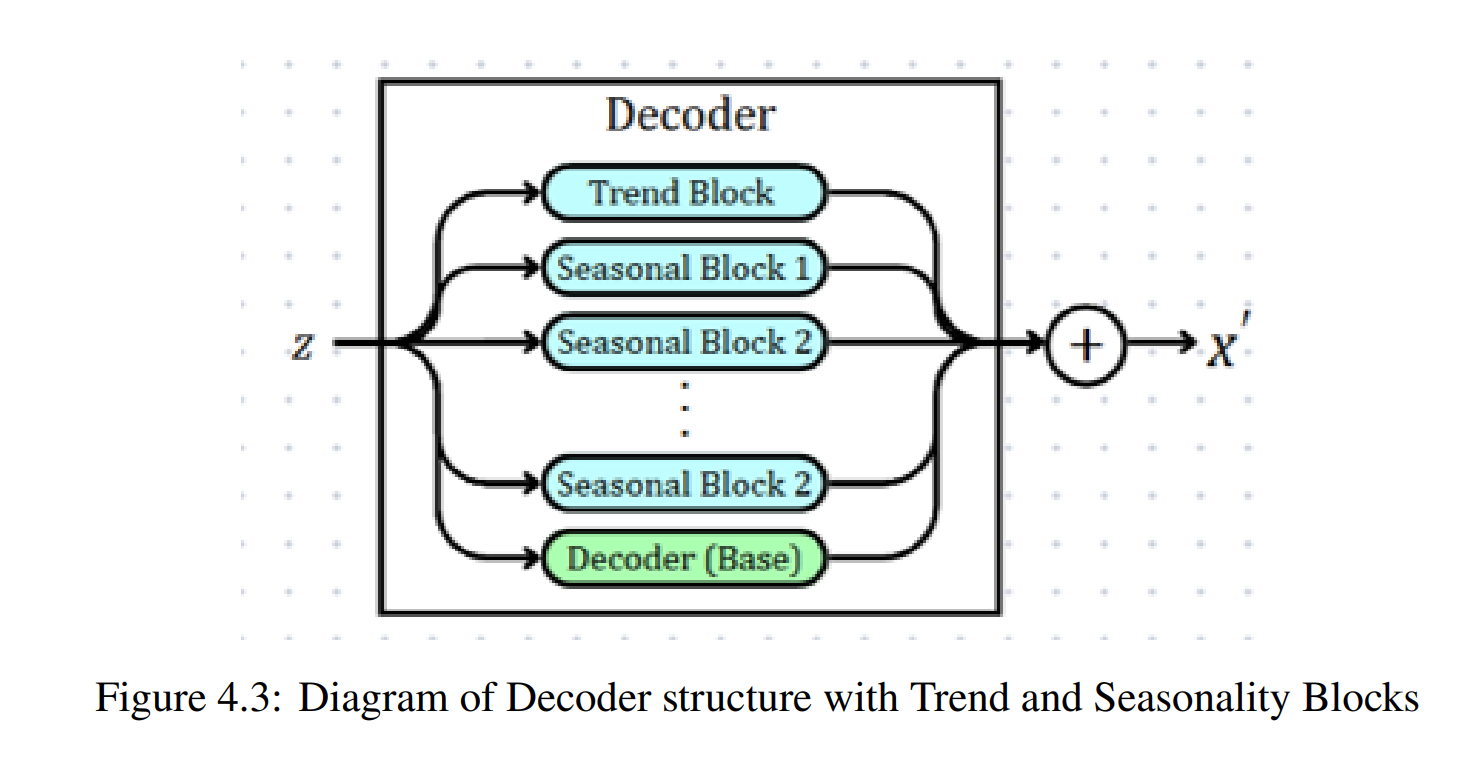 Decoder
Trend Block
Seasonal Block 1
Seasonal Block 2
z
+
x′
⋮
Seasonal Block 2
Decoder (Base)
Figure 4.3: Diagram of Decoder structure with Trend and Seasonality Blocks